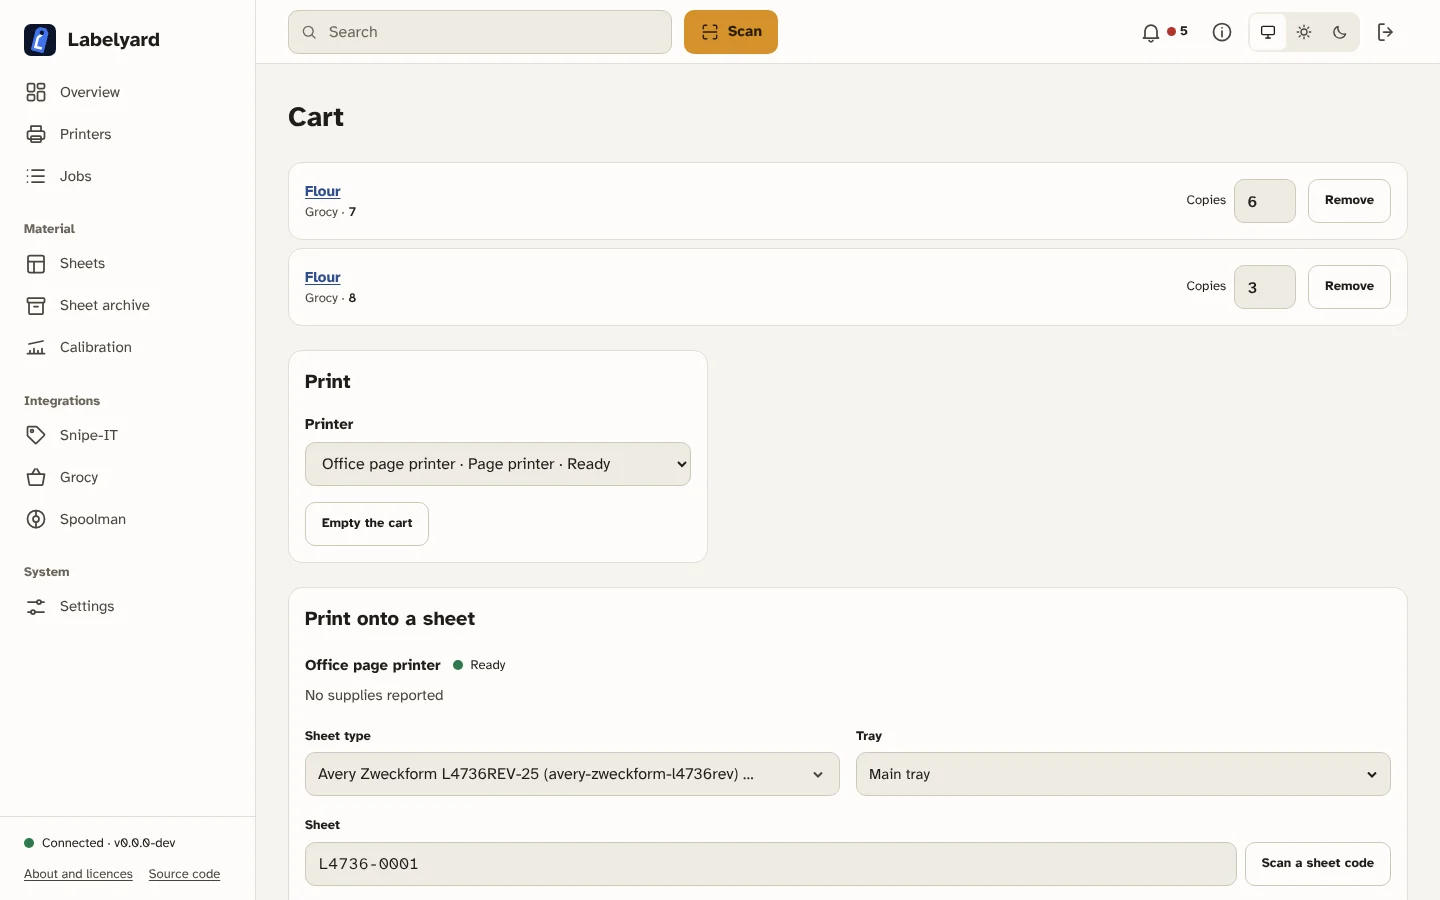 Labelyard
Overview
Printers
Jobs
Material
Sheets
Sheet archive
Calibration
Integrations
Snipe-IT
Grocy
Spoolman
System
Settings
Connected · v0.0.0-dev
About and licences
Source code
Search
Scan
5
Cart
Flour
Grocy · 7
Copies
6
Remove
Flour
Grocy · 8
Copies
3
Remove
Print
Printer
Office page printer · Page printer · Ready
Empty the cart
Print onto a sheet
Office page printer
Ready
No supplies reported
Sheet type
Tray
Avery Zweckform L4736REV-25 (avery-zweckform-l4736rev) ...
Main tray
Sheet
L4736-0001
Scan a sheet code